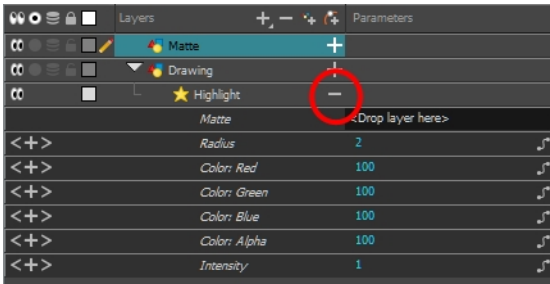 Layers Parameters
Matte
Drawing
Highlight
Matte <Drop layer here>
Radius 2
Color: Red 100
Color: Green 100
Color: Blue 100
Color: Alpha 100
Intensity 1